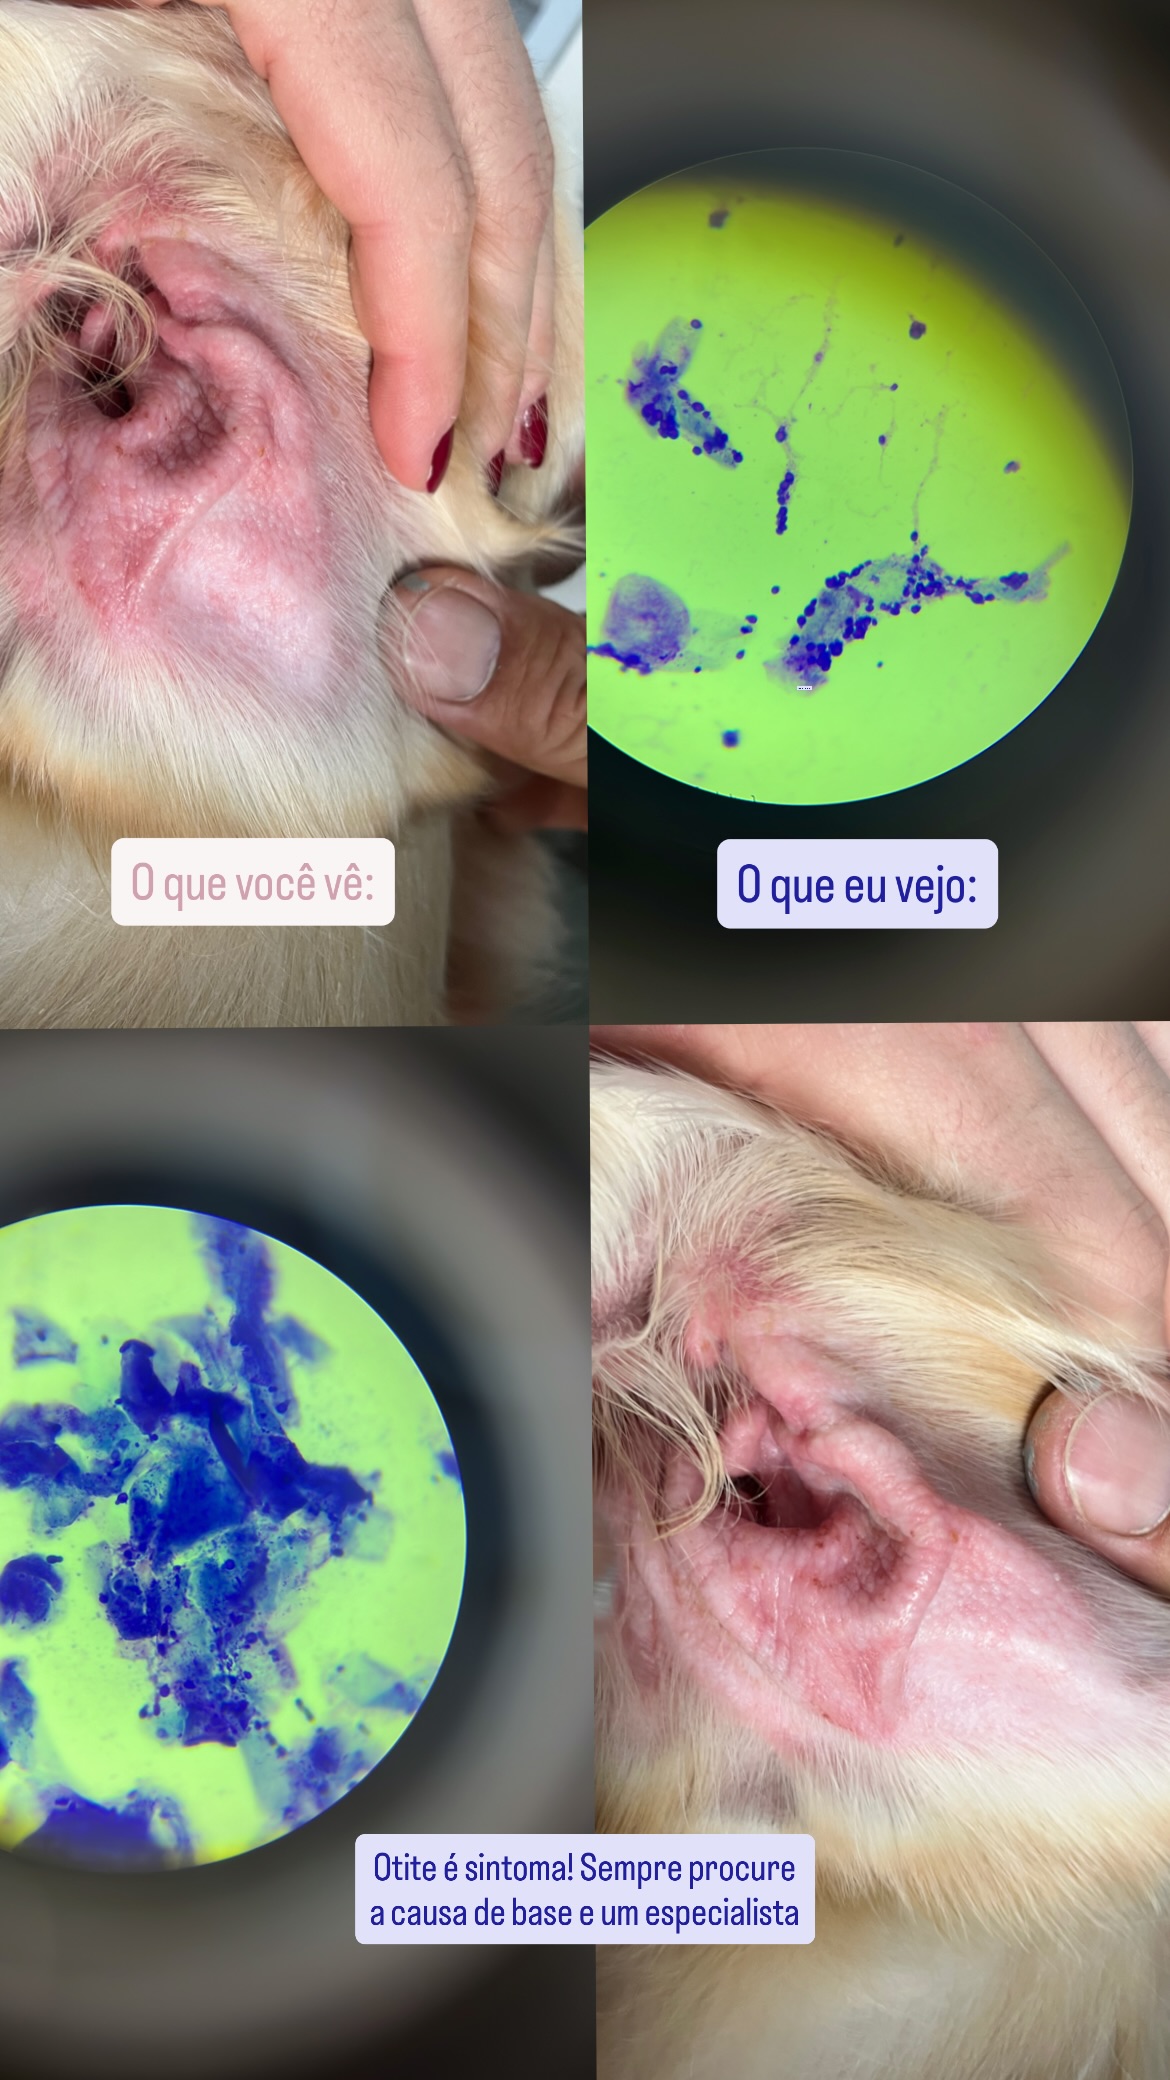 O que você vê:
O que eu vejo:
Otite é sintoma! Sempre procure
a causa de base e um especialista